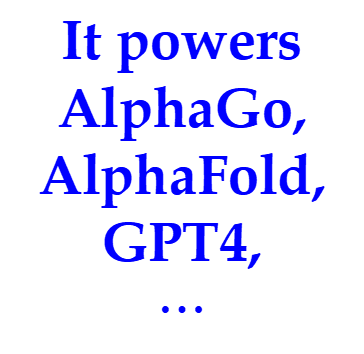 It powers
AlphaGo,
AlphaFold,
GPT4,
...